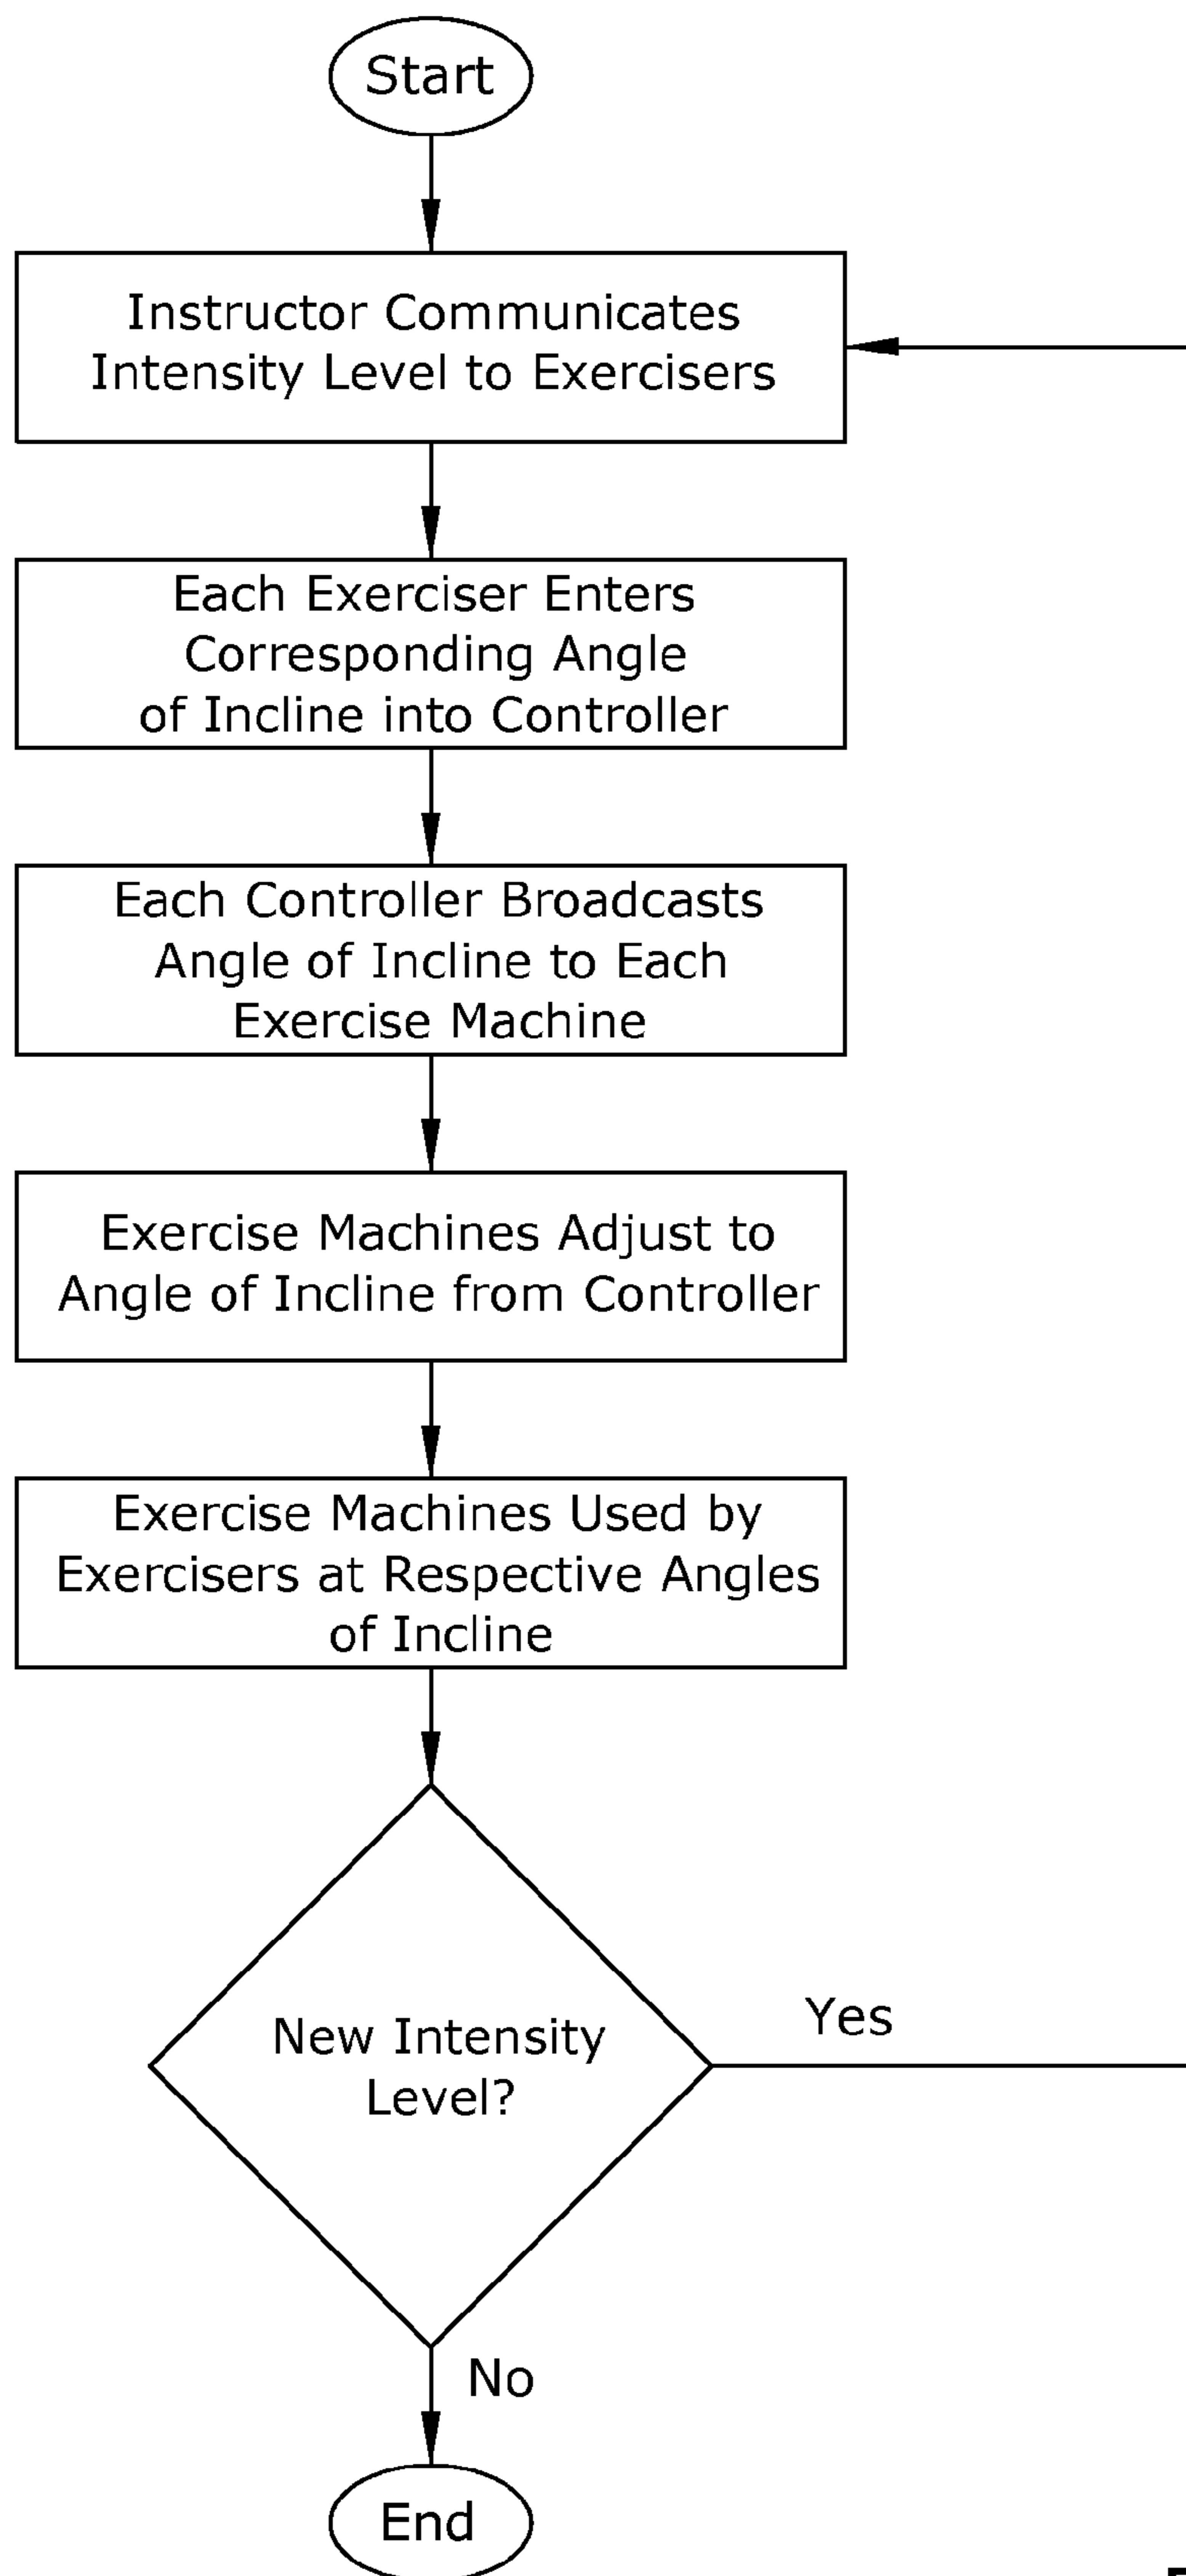 Start
Instructor Communicates
Intensity Level to Exercisers
Each Exerciser Enters
Corresponding Angle
of Incline into Controller
Each Controller Broadcasts
Angle of Incline to Each
Exercise Machine
Exercise Machines Adjust to
Angle of Incline from Controller
Exercise Machines Used by
Exercisers at Respective Angles
of Incline
New Intensity
Level?
Yes
No
End